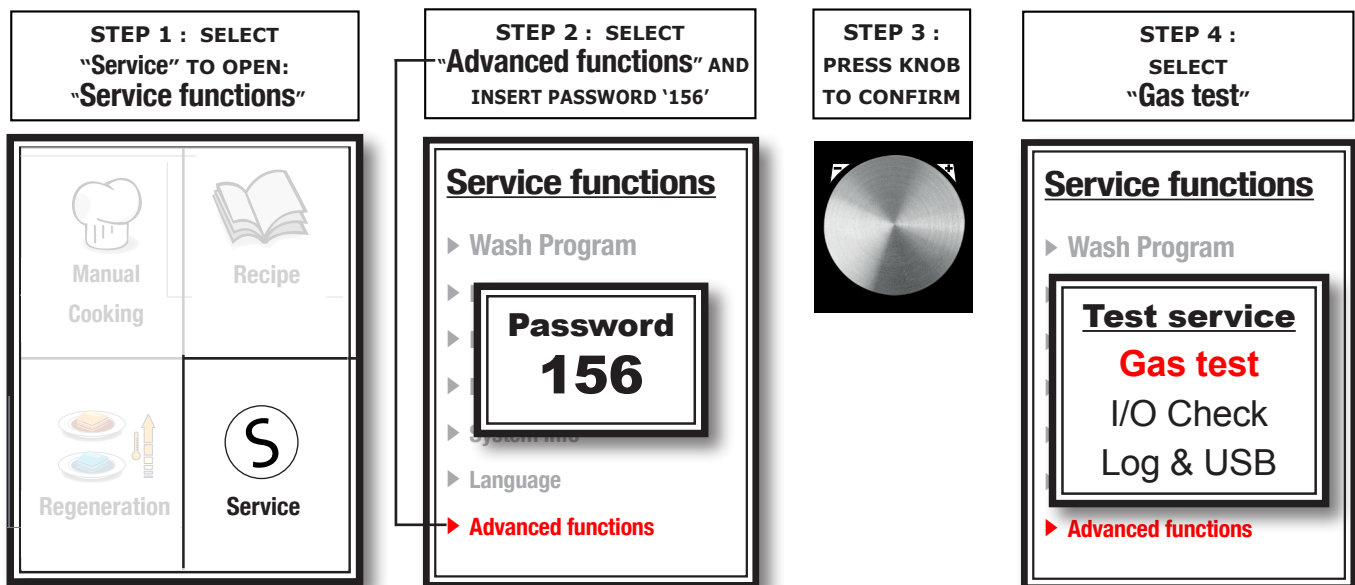 STEP 1 : SELECT
“Service” TO OPEN:
“Service functions”
Manual
Cooking
Recipe
Regeneration
S
Service
STEP 2 : SELECT
“Advanced functions” AND
INSERT PASSWORD ‘156’
Service functions
Wash Program
Password
156
System Info
Language
Advanced functions
STEP 3 :
PRESS KNOB
TO CONFIRM
- +
STEP 4 :
SELECT
“Gas test”
Service functions
Wash Program
Test service
Gas test
I/O Check
Log & USB
Advanced functions